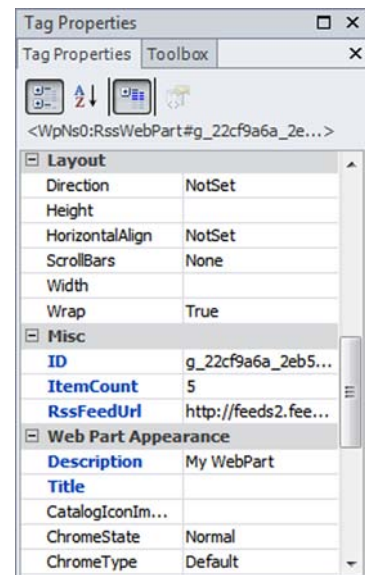 Tag Properties
Tag Properties Toolbox
<WpNs0:RssWebPart#g_22cf9a6a_2e...>
Layout
Direction NotSet
Height
HorizontalAlign NotSet
ScrollBars None
Width
Wrap True
Misc
ID g_22cf9a6a_2eb5...
ItemCount 5
RssFeedUrl http://feeds2.fee...
Web Part Appearance
Description My WebPart
Title
CatalogIconIm...
ChromeState Normal
ChromeType Default